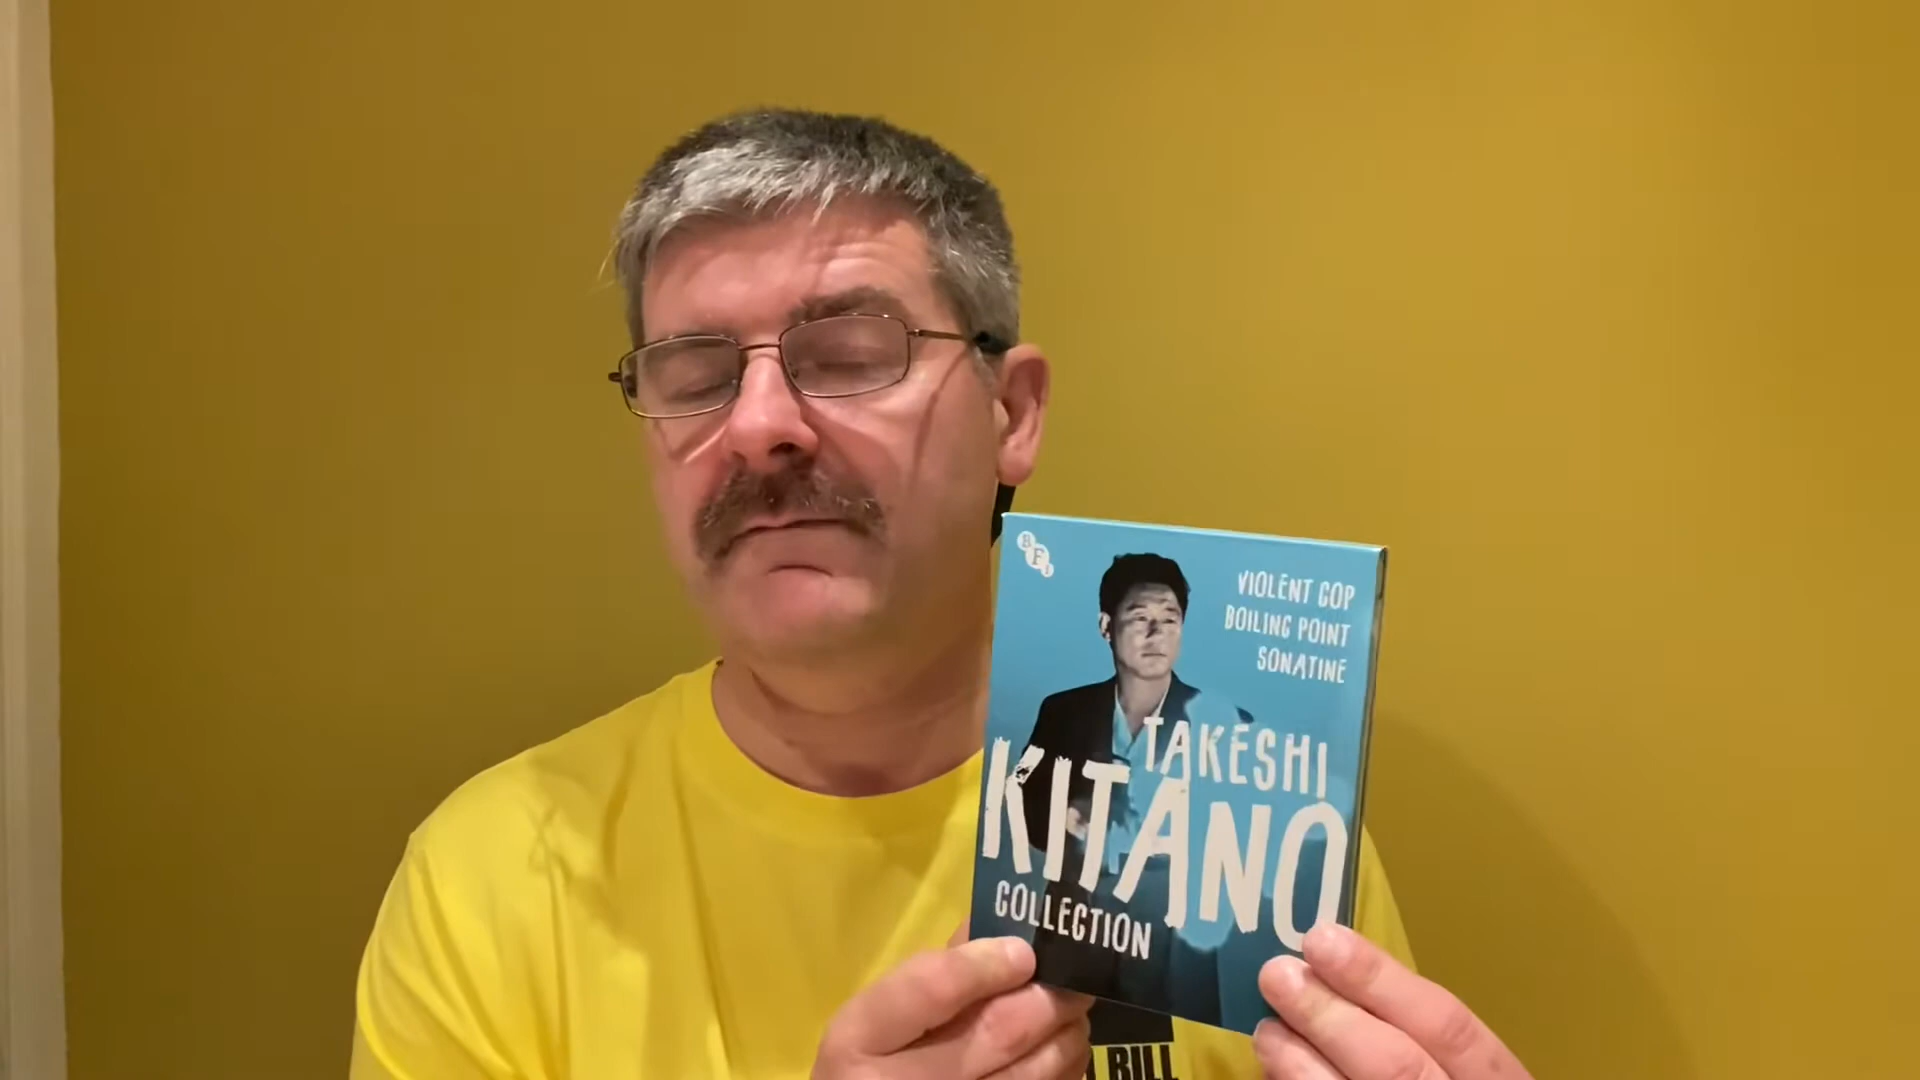 BFI
VIOLENT COP
BOILING POINT
SONATINE
TAKESHI
KITANO
COLLECTION
BILL